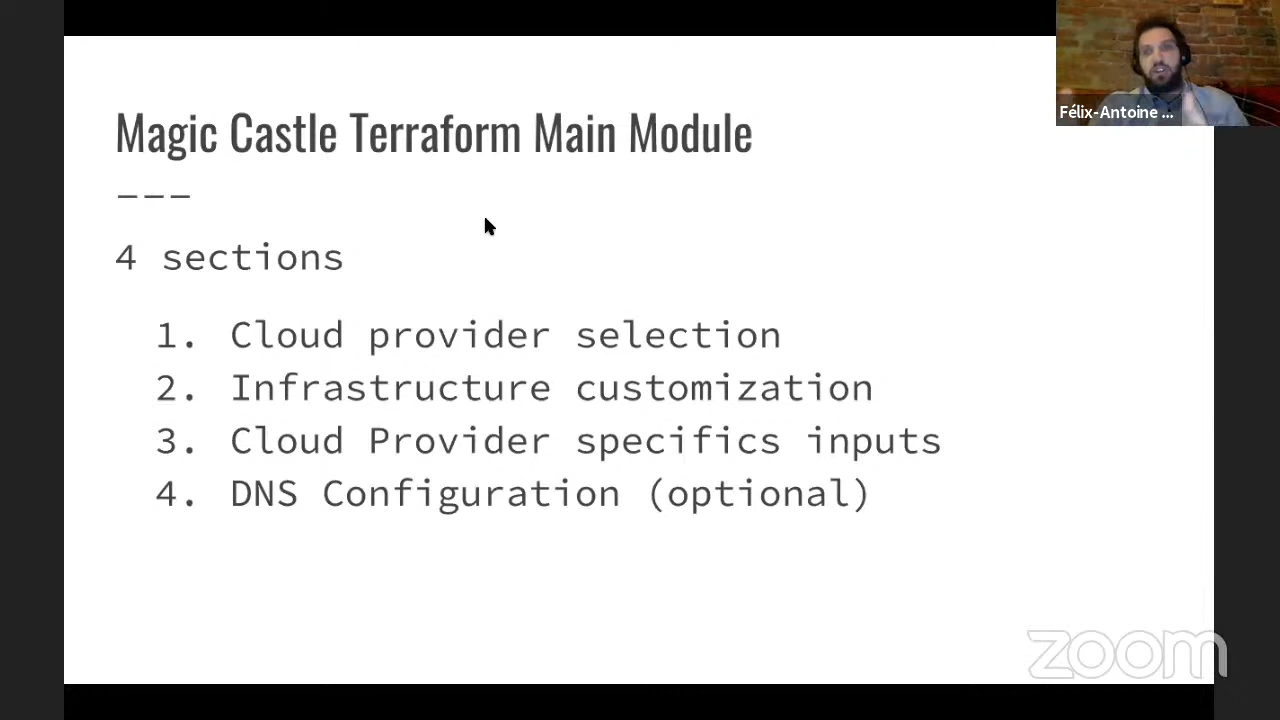 Magic Castle Terraform Main Module
---
4 sections
1. Cloud provider selection
2. Infrastructure customization
3. Cloud Provider specifics inputs
4. DNS Configuration (optional)
Félix-Antoine ...
zoom